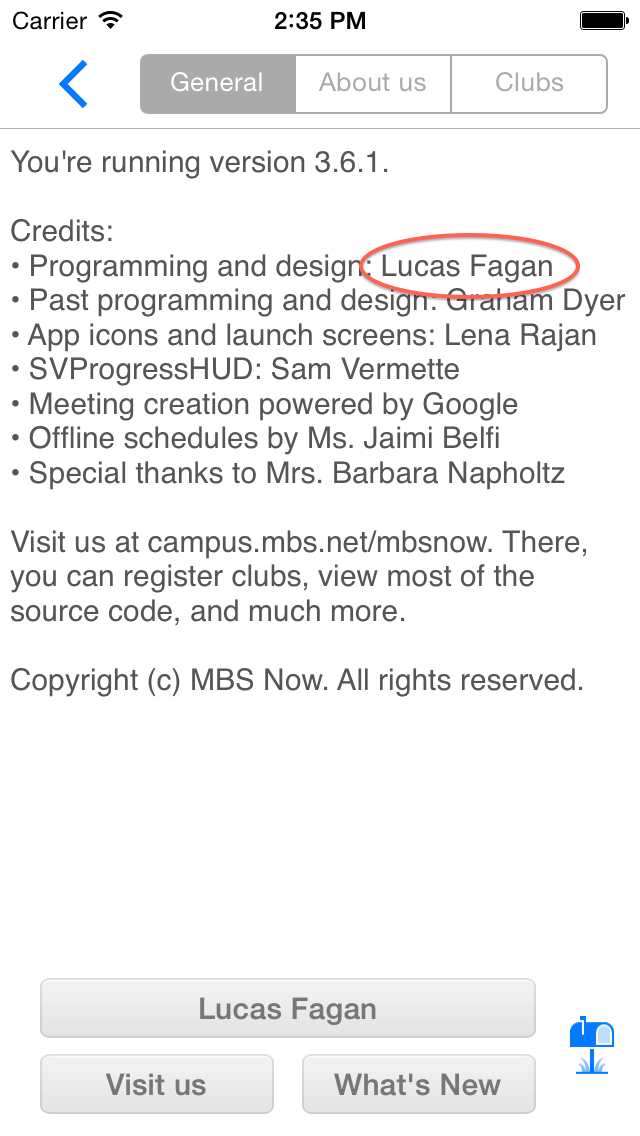 Carrier 2:35 PM
General About us Clubs
You're running version 3.6.1.
Credits:
• Programming and design: Lucas Fagan
• Past programming and design: Graham Dyer
• App icons and launch screens: Lena Rajan
• SVProgressHUD: Sam Vermette
• Meeting creation powered by Google
• Offline schedules by Ms. Jaimi Belfi
• Special thanks to Mrs. Barbara Napholtz
Visit us at campus.mbs.net/mbsnow. There,
you can register clubs, view most of the
source code, and much more.
Copyright (c) MBS Now. All rights reserved.
Lucas Fagan
Visit us What's New